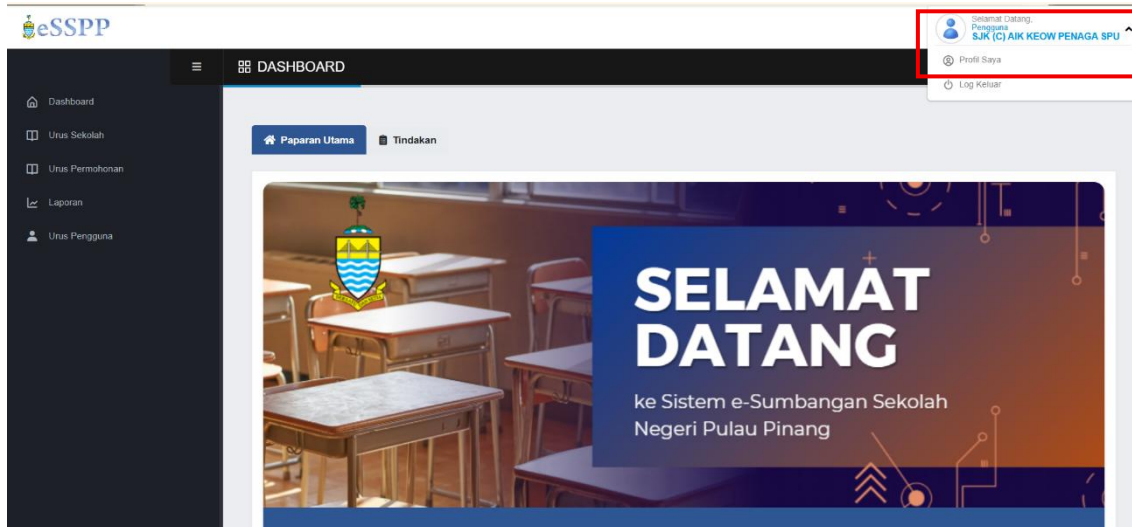 eSSPP
Selamat Datang,
Pengguna
SJK (C) AIK KEOW PENAGA SPU
Profil Saya
Log Keluar
DASHBOARD
Dashboard
Urus Sekolah
Urus Permohonan
Laporan
Urus Pengguna
Paparan Utama
Tindakan
SELAMAT
DATANG
ke Sistem e-Sumbangan Sekolah
Negeri Pulau Pinang